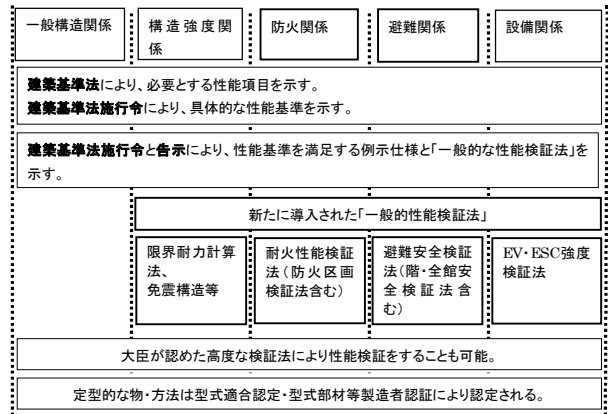 一般構造関係
構造強度関
係
防火関係
避難関係
設備関係
建築基準法により、必要とする性能項目を示す。
建築基準法施行令により、具体的な性能基準を示す。
建築基準法施行令と告示により、性能基準を満足する例示仕様と「一般的な性能検証法」を
示す。
新たに導入された「一般的性能検証法」
限界耐力計算
法、
免震構造等
耐火性能検証
法(防火区画
検証法含む)
避難安全検証
法(階・全館安
全検証法含
む)
EV・ESC強度
検証法
大臣が認めた高度な検証法により性能検証をすることも可能。
定型的な物・方法は型式適合認定・型式部材等製造者認証により認定される。